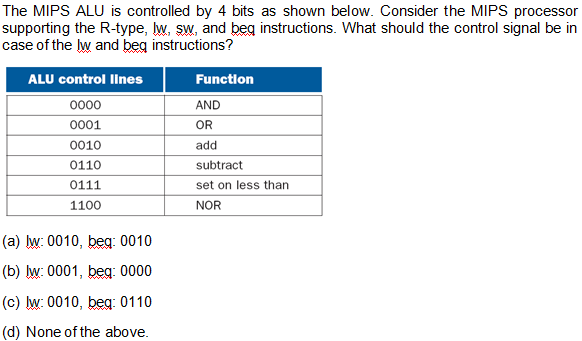 The MIPS ALU is controlled by 4 bits as shown below. Consider the MIPS processor
supporting the R-type, lw, sw, and beq instructions. What should the control signal be in
case of the lw and beq instructions?
ALU control lines Function
0000 AND
0001 OR
0010 add
0110 subtract
0111 set on less than
1100 NOR
(a) lw: 0010, beq: 0010
(b) lw: 0001, beq: 0000
(c) lw: 0010, beq: 0110
(d) None of the above.